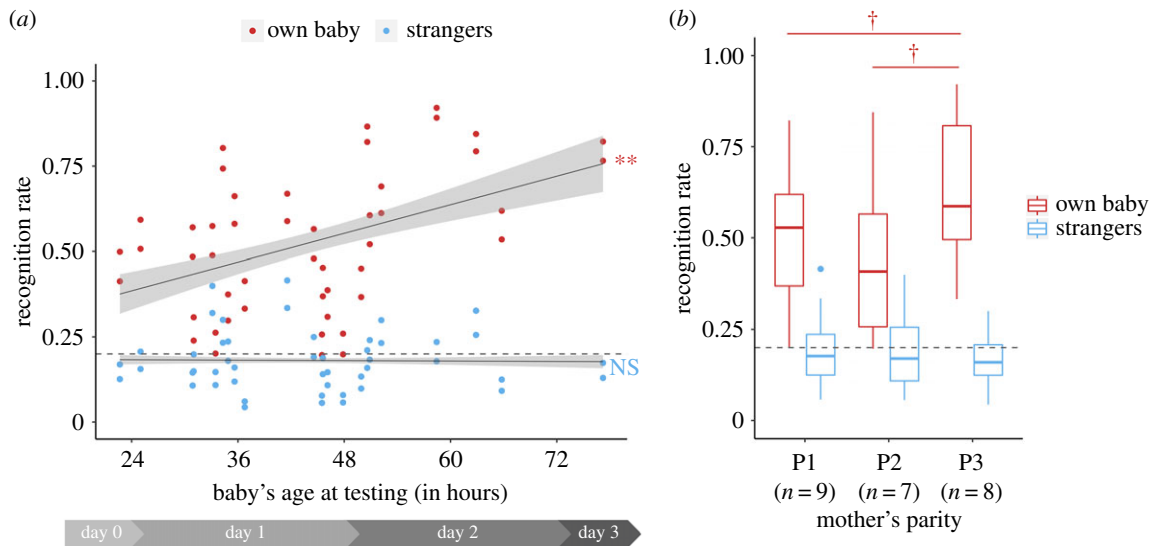 (a)
own baby strangers
1.00
0.75
0.50
0.25
0
recognition rate
**
NS
24 36 48 60 72
baby's age at testing (in hours)
day 0 day 1 day 2 day 3
(b)
† †
1.00
0.75
0.50
0.25
0
recognition rate
own baby
strangers
P1 P2 P3
(n = 9) (n = 7) (n = 8)
mother's parity